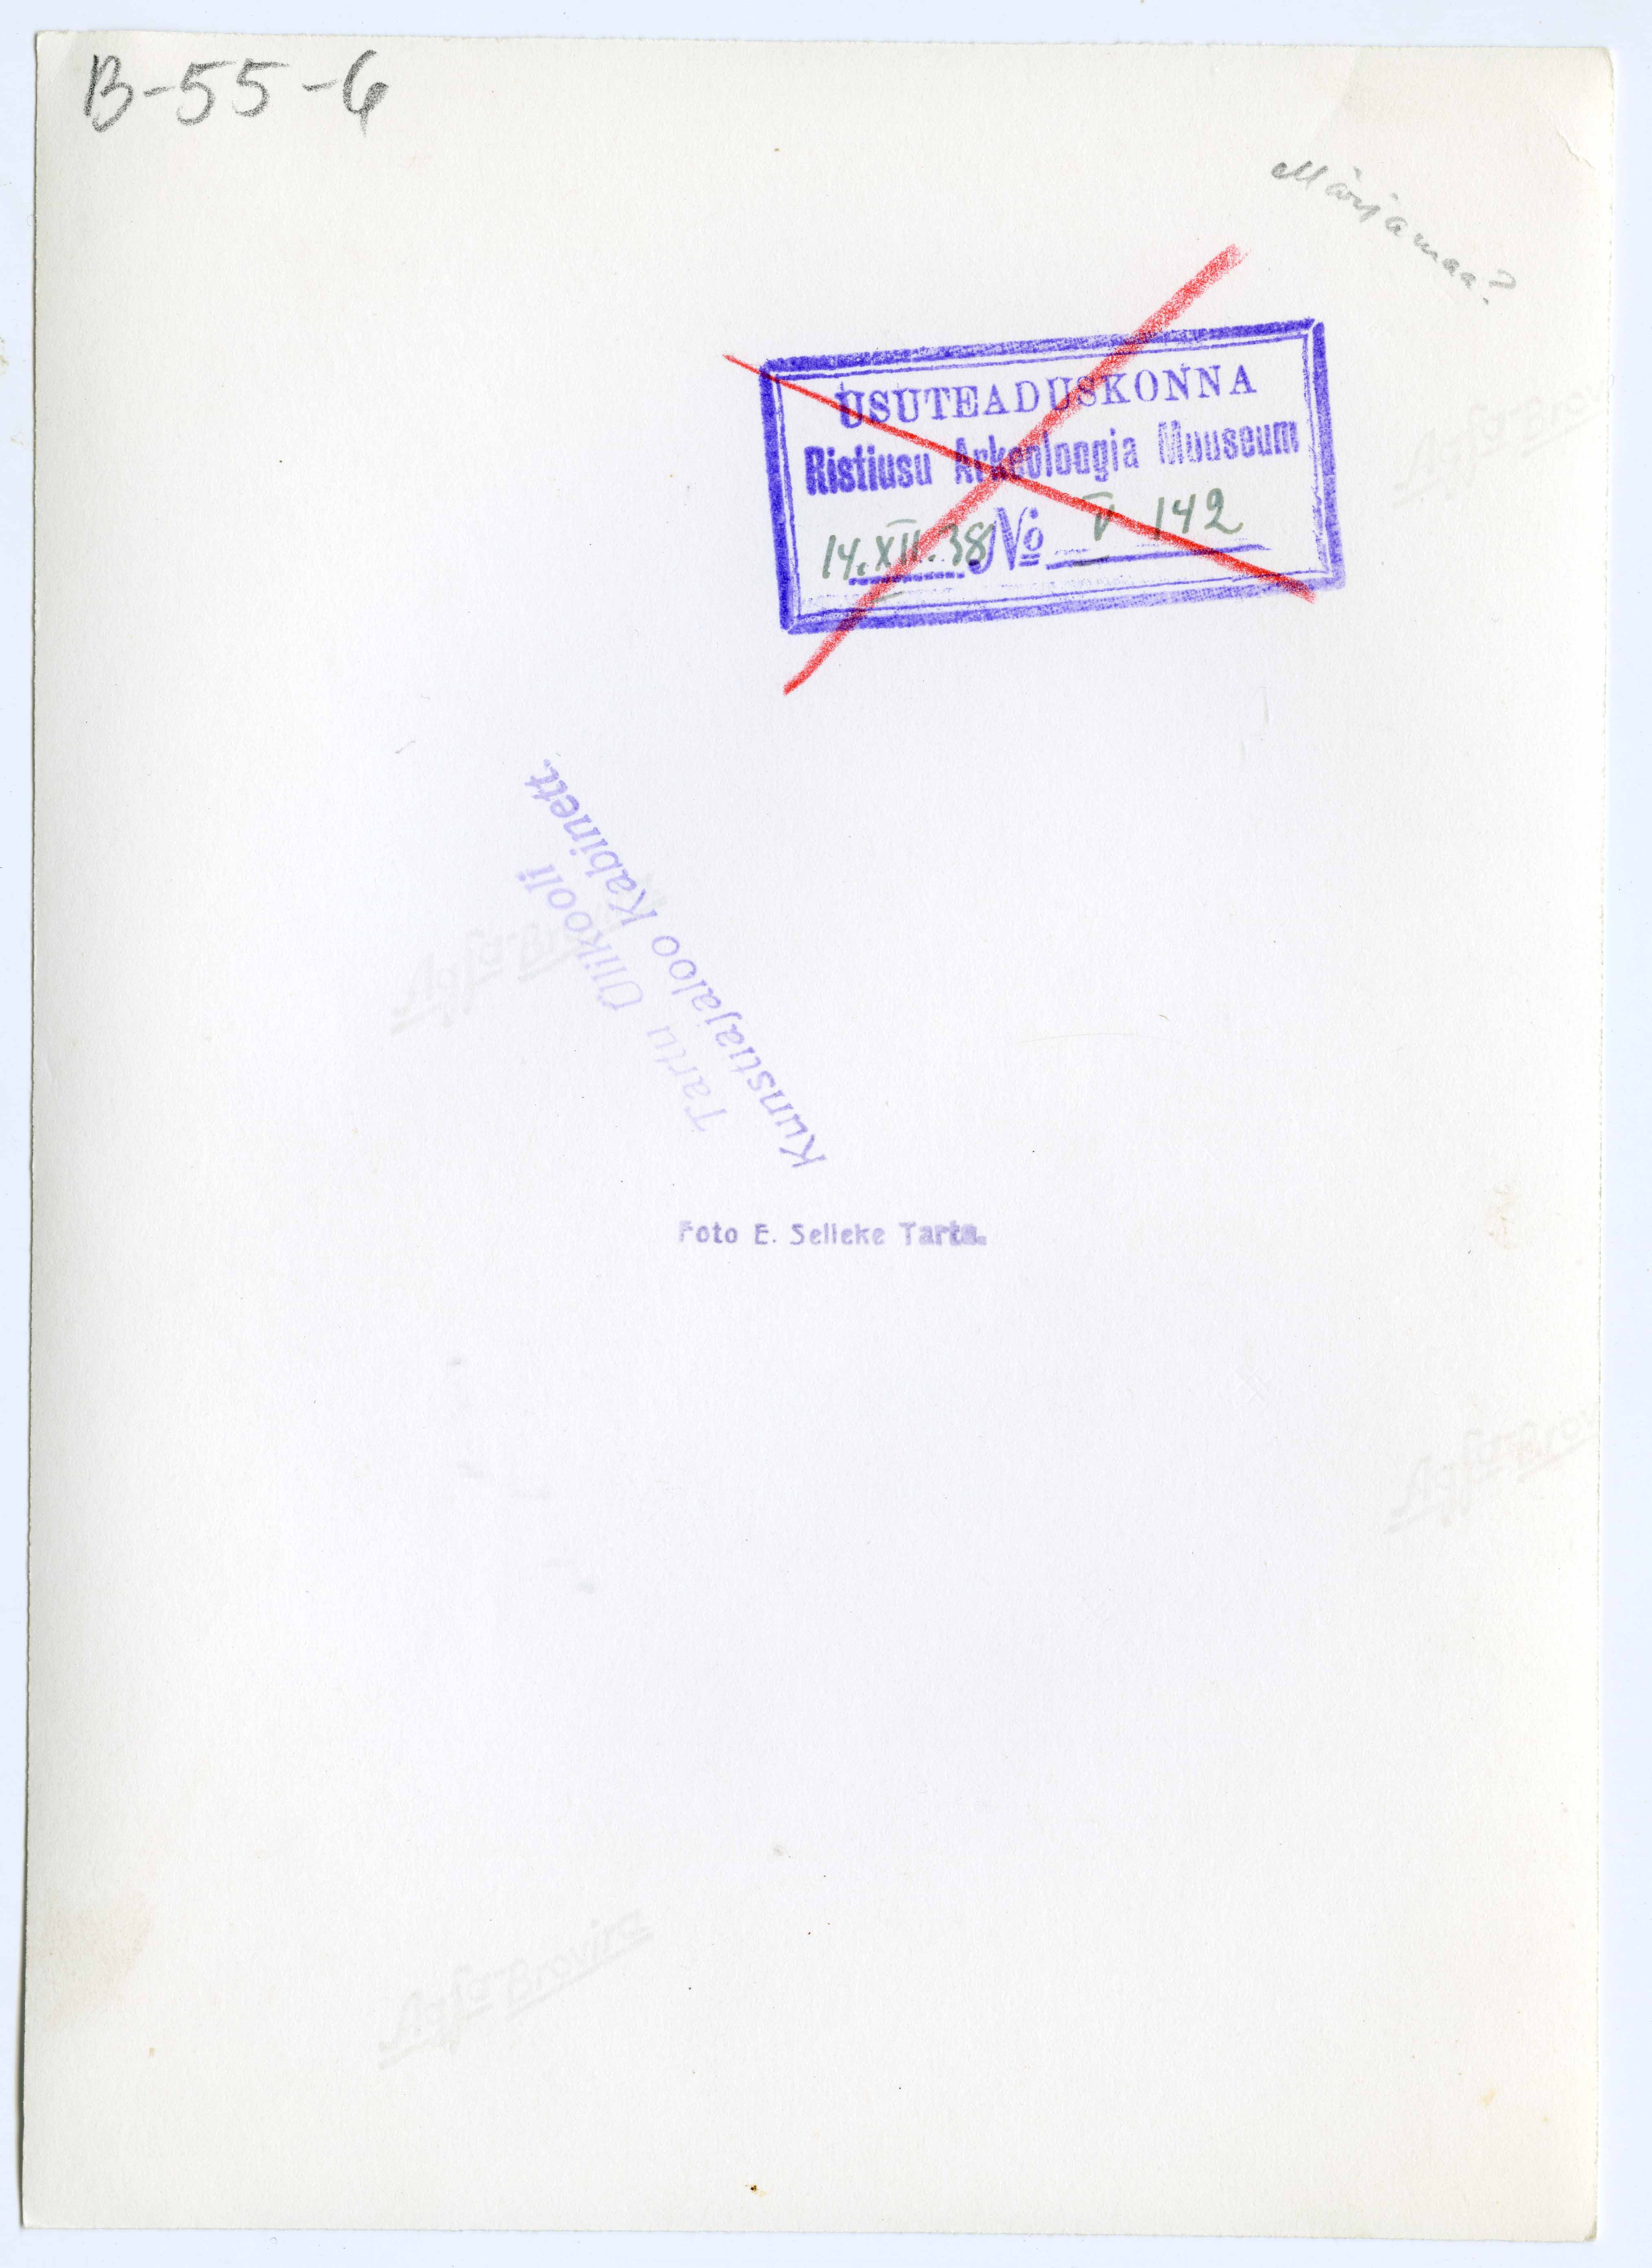 B-55-6
Märjamaa?
USUTEADUSKONNA
Ristiusu Arkeoloogia Muuseum
14.XII.38 No V 142
Tartu Ülikooli
Kunstiajaloo Kabinett.
Foto E. Selleke Tartu.
Agfa-Brovira
Agfa-Brovira
Agfa-Brov
Agfa-Brovira